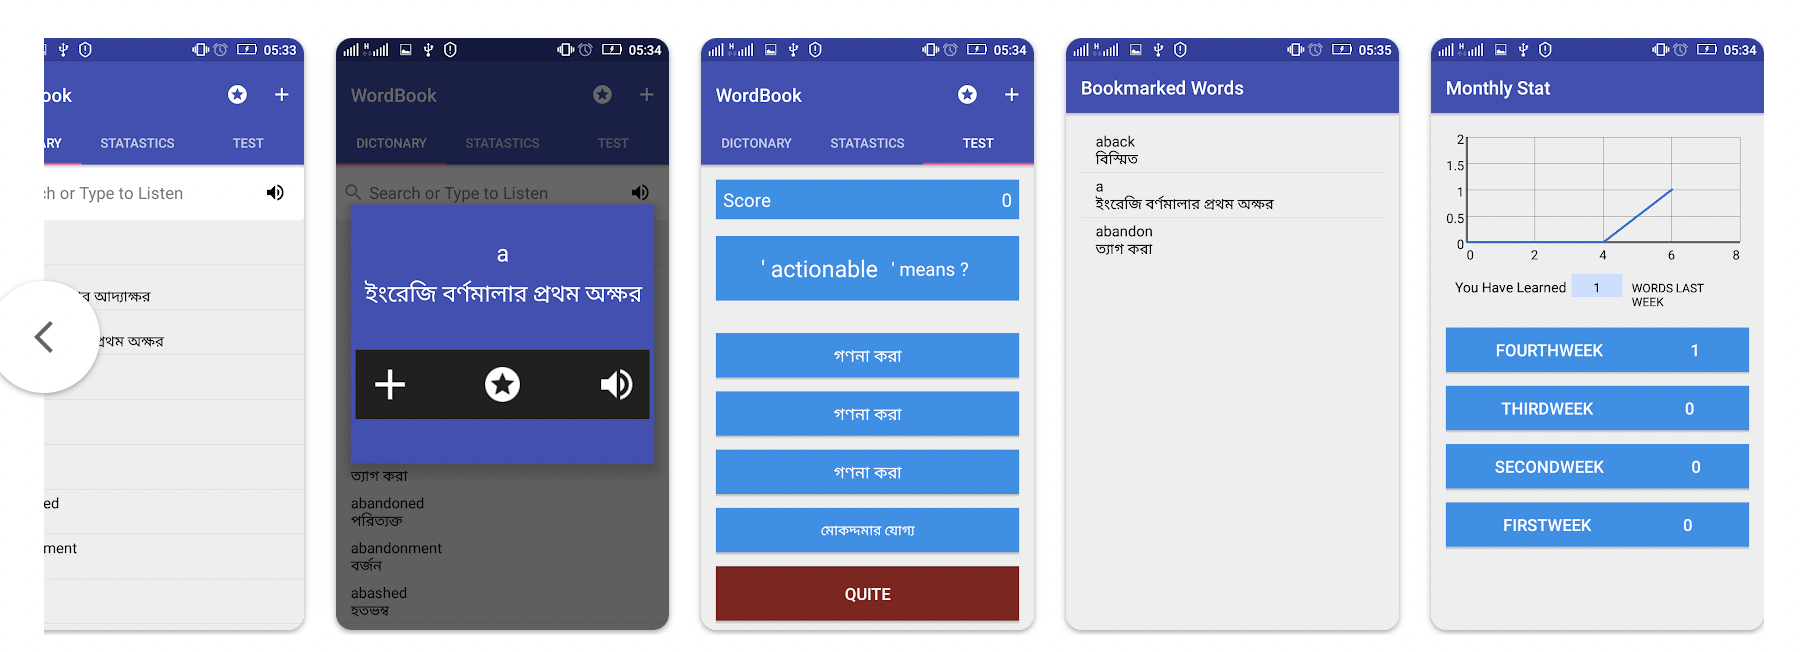 05:33
ook
RY STATASTICS TEST
ch or Type to Listen
র আদ্যাক্ষর
প্রথম অক্ষর
ed
ment
H 05:34
WordBook
DICTONARY STATASTICS TEST
Search or Type to Listen
a
ইংরেজি বর্ণমালার প্রথম অক্ষর
ত্যাগ করা
abandoned
পরিত্যক্ত
abandonment
বর্জন
abashed
হতভম্ব
H 05:34
WordBook
DICTONARY STATASTICS TEST
Score 0
' actionable ' means ?
গণনা করা
গণনা করা
গণনা করা
মোকদ্দমার যোগ্য
QUITE
H 05:35
Bookmarked Words
aback
বিস্মিত
a
ইংরেজি বর্ণমালার প্রথম অক্ষর
abandon
ত্যাগ করা
H 05:34
Monthly Stat
2
1.5
1
0.5
0
0 2 4 6 8
You Have Learned 1 WORDS LAST
WEEK
FOURTHWEEK 1
THIRDWEEK 0
SECONDWEEK 0
FIRSTWEEK 0